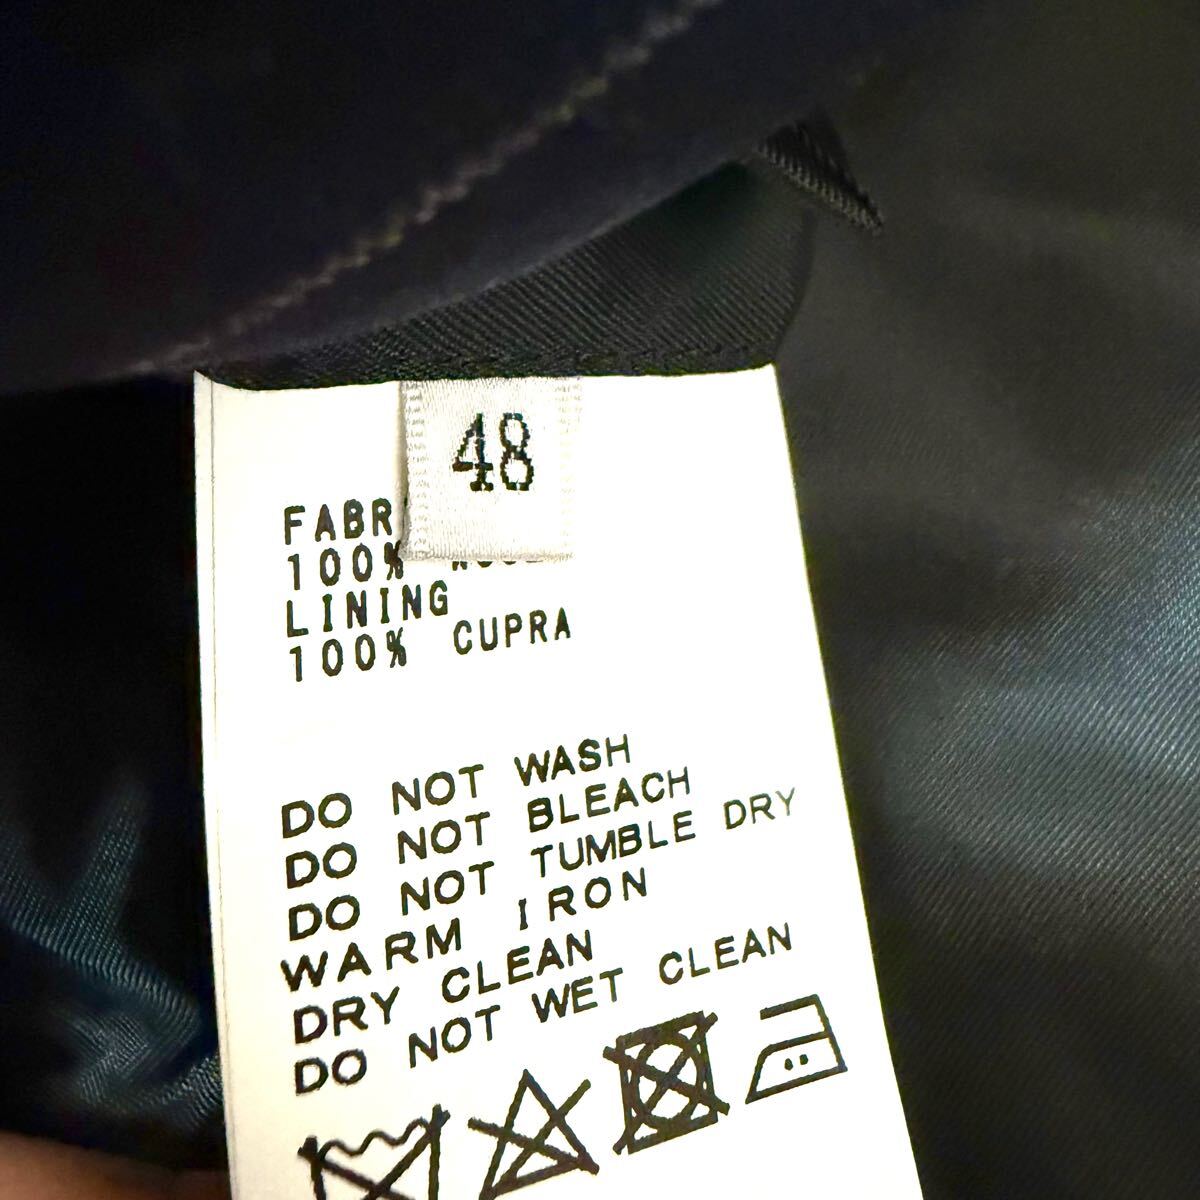 48
FABR
100%
LINING
100% CUPRA
DO NOT WASH
DO NOT BLEACH
DO NOT TUMBLE DRY
WARM IRON
DRY CLEAN
DO NOT WET CLEAN